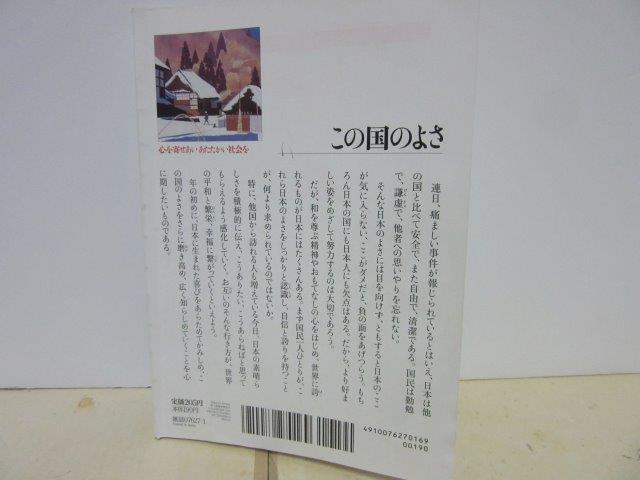 心を寄せあい あたたかい社会を
この国のよさ
連日、痛ましい事件が報じられているとはいえ、日本は他
の国と比べて安全で、また自由で、清潔である。国民は勤勉
で、謙虚で、他者への思いやりを忘れない。
そんな日本のよさには目を向けず、ともすると日本のここ
が気に入らない、ここがダメだと、負の面をあげつらう。もち
ろん日本の国にも日本人にも欠点はある。だから、より好ま
しい姿をめざして努力するのは大切であろう。
だが、和を尊ぶ精神やおもてなしの心をはじめ、世界に誇
れるものが日本にはたくさんある。まず国民一人ひとりが、こ
れら日本のよさをしっかりと認識し、自信と誇りを持つこと
が、何より求められているのではないか。
特に、他国から訪れる人も増えている今日、日本の素晴ら
しさを積極的に伝え、こうありたい、こうあらねばと思って
もらえるよう感化していく。お互いのそんな行き方が、世界
の平和と繁栄、幸福に繋がっていくといえよう。
年の初めに、日本に生まれた喜びをあらためてかみしめ、こ
の国のよさをさらに磨き高め、広く知らしめていくことを心
に期したいものである。
定価205円
本体190円
雑誌07627-1
Printed in Japan
4910076270169
00190